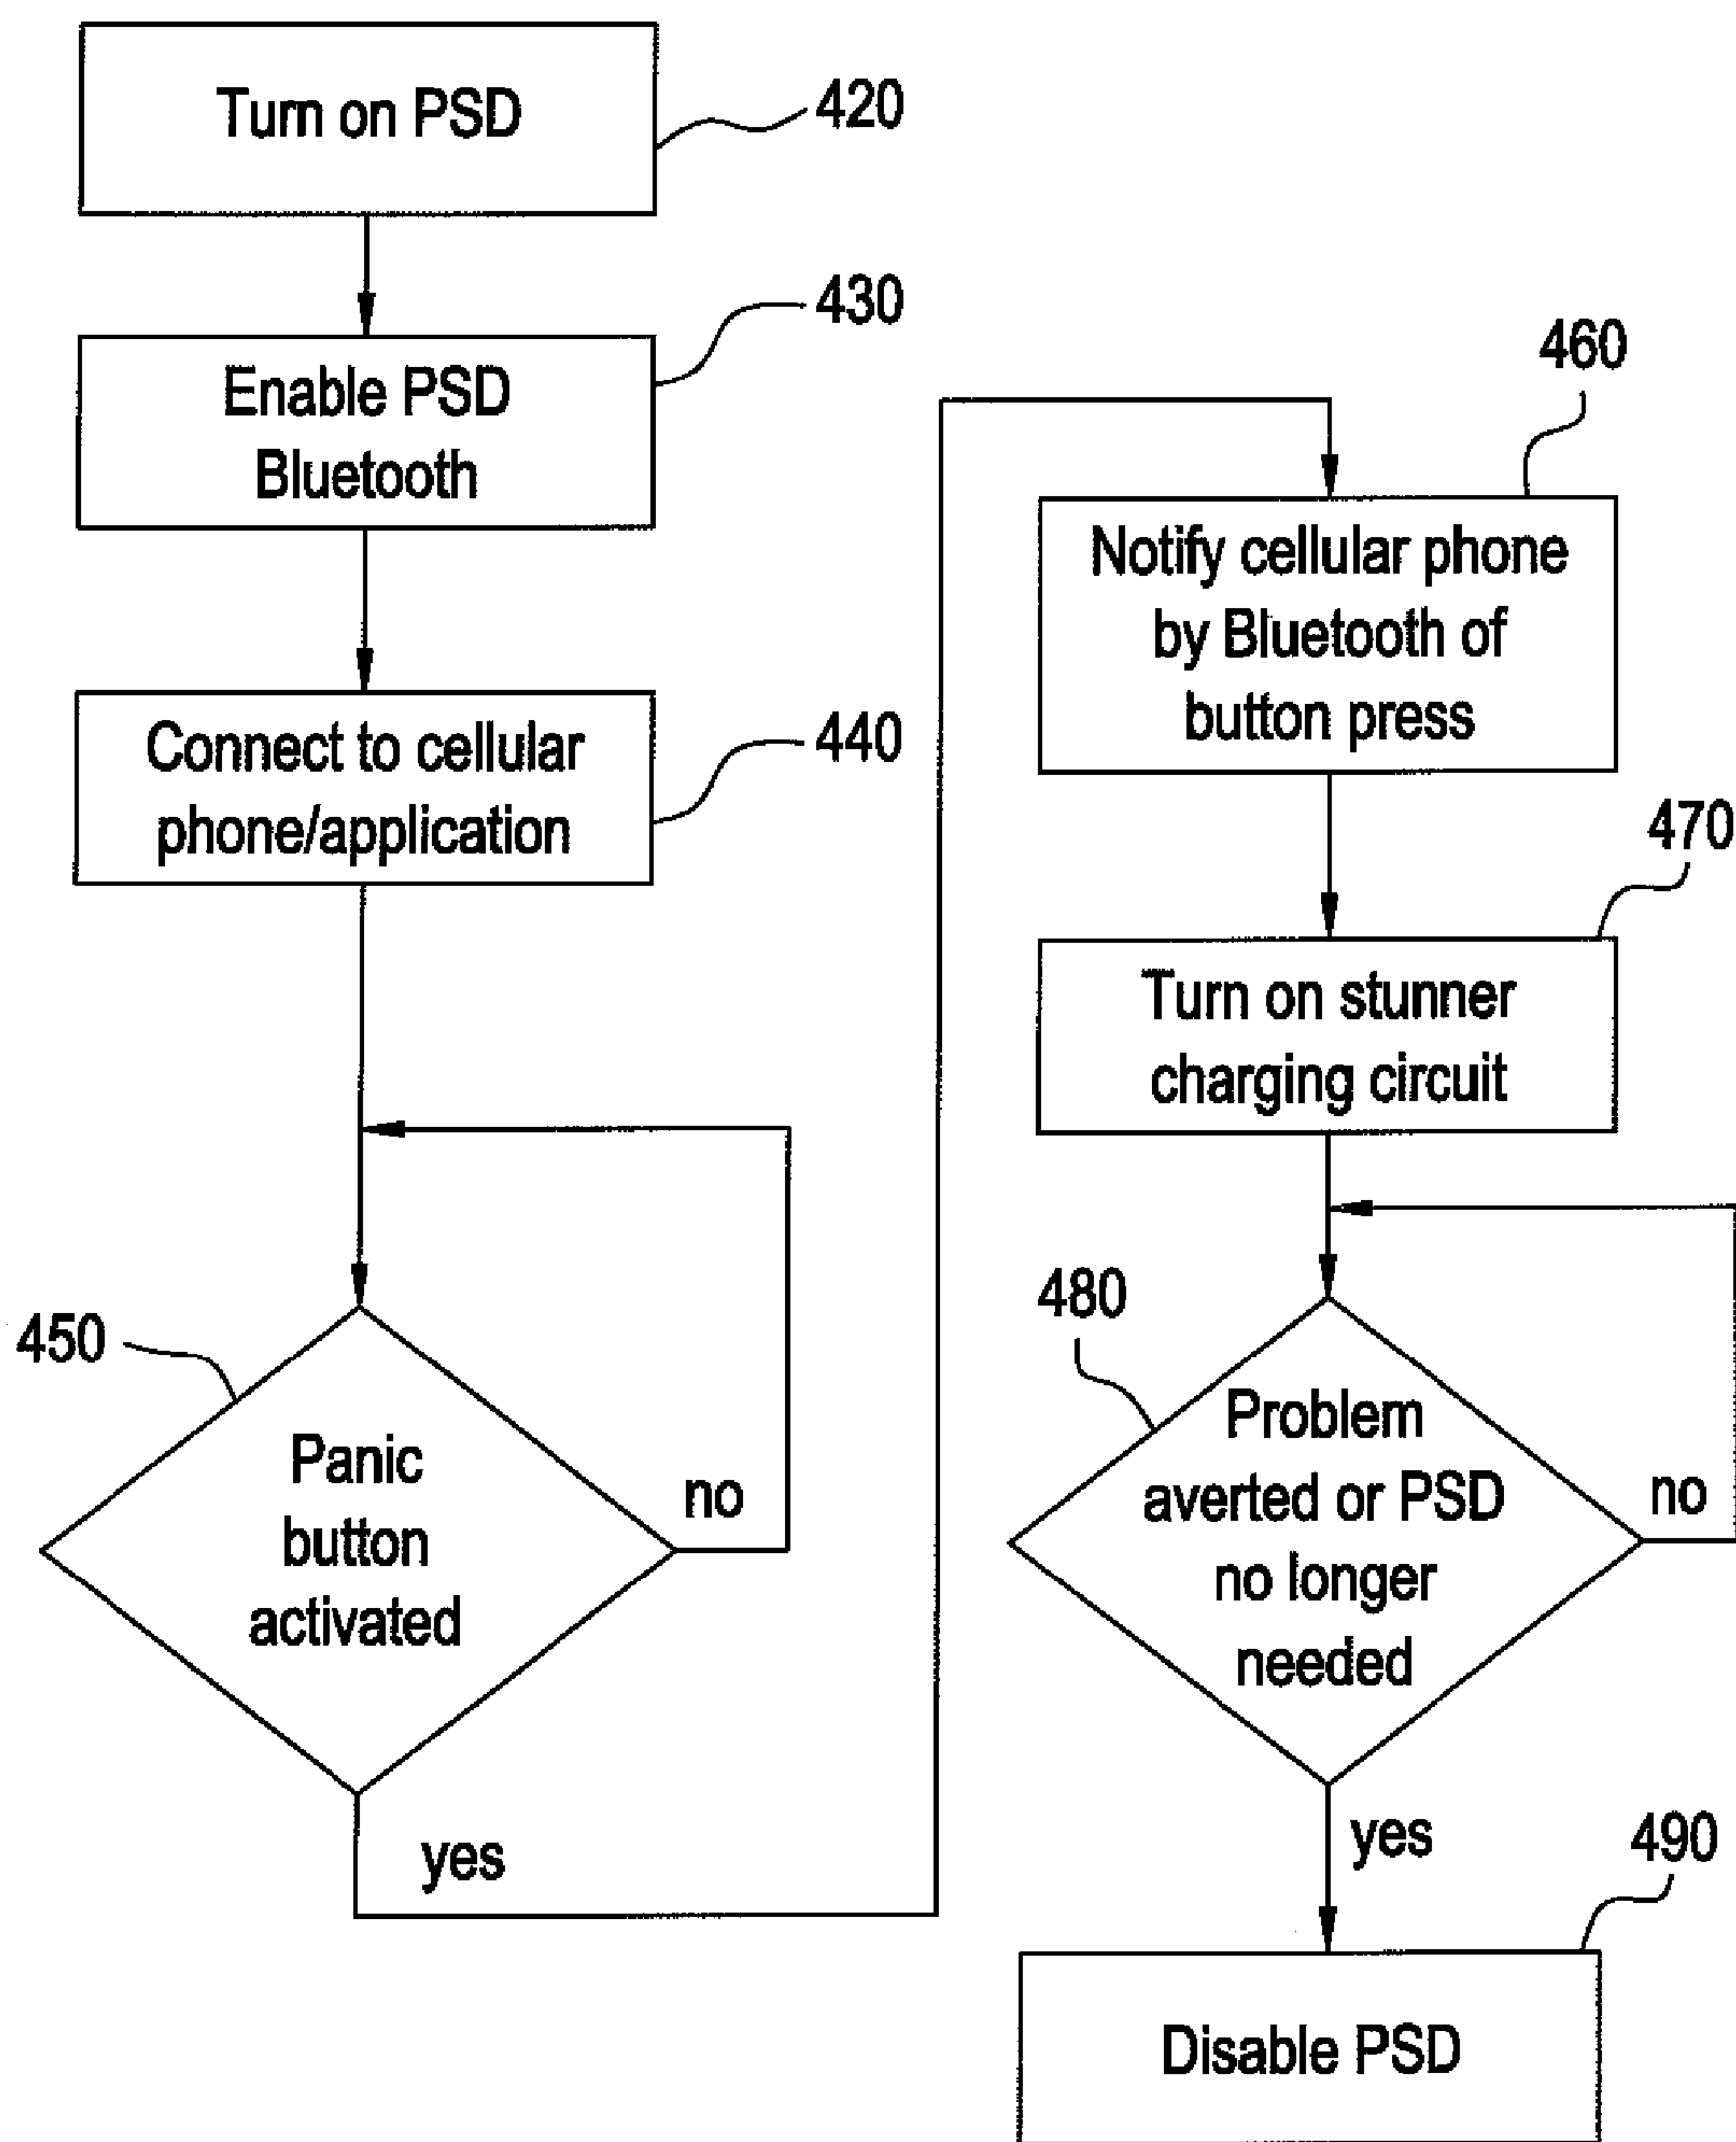 Turn on PSD
420
Enable PSD
Bluetooth
430
Connect to cellular
phone/application
440
450
Panic
button
activated
no
yes
460
Notify cellular phone
by Bluetooth of
button press
470
Turn on stunner
charging circuit
480
Problem
averted or PSD
no longer
needed
no
yes
490
Disable PSD